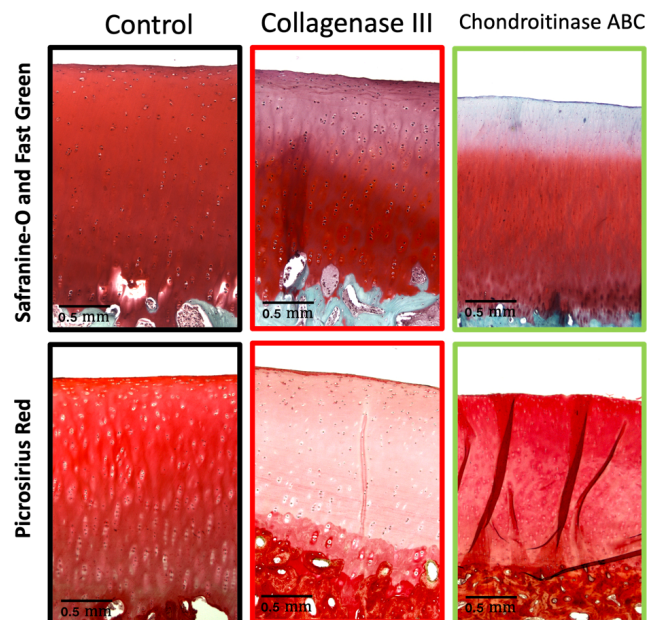 Control
Collagenase III
Chondroitinase ABC
Safranine-O and Fast Green
0.5 mm
0.5 mm
0.5 mm
Picrosirius Red
0.5 mm
0.5 mm
0.5 mm